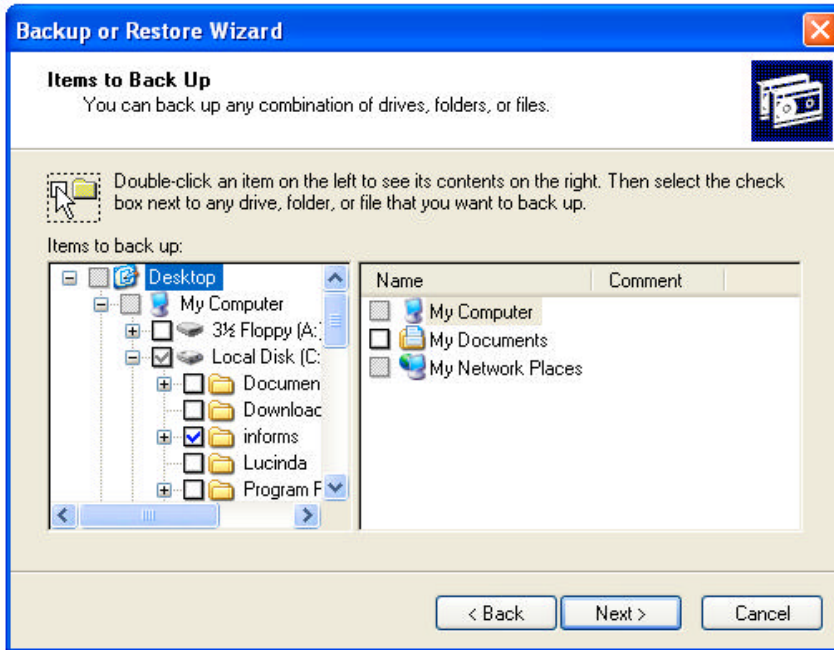 Backup or Restore Wizard
Items to Back Up
You can back up any combination of drives, folders, or files.
Double-click an item on the left to see its contents on the right. Then select the check
box next to any drive, folder, or file that you want to back up.
Items to back up:
Desktop
My Computer
3½ Floppy (A:)
Local Disk (C:
Documen
Download
informs
Lucinda
Program F
Name Comment
My Computer
My Documents
My Network Places
< Back Next > Cancel